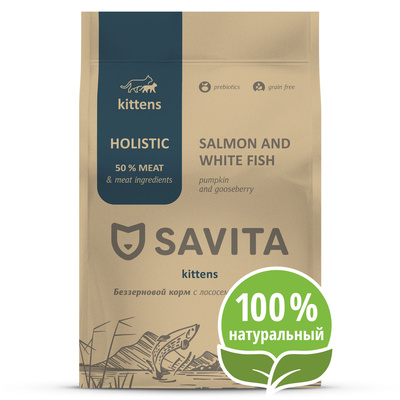 kittens
prebiotics
grain free
HOLISTIC
50 % MEAT
& meat ingredients
SALMON AND
WHITE FISH
pumpkin
and gooseberry
SAVITA
kittens
Беззерновой корм с лососем
100%
натуральный